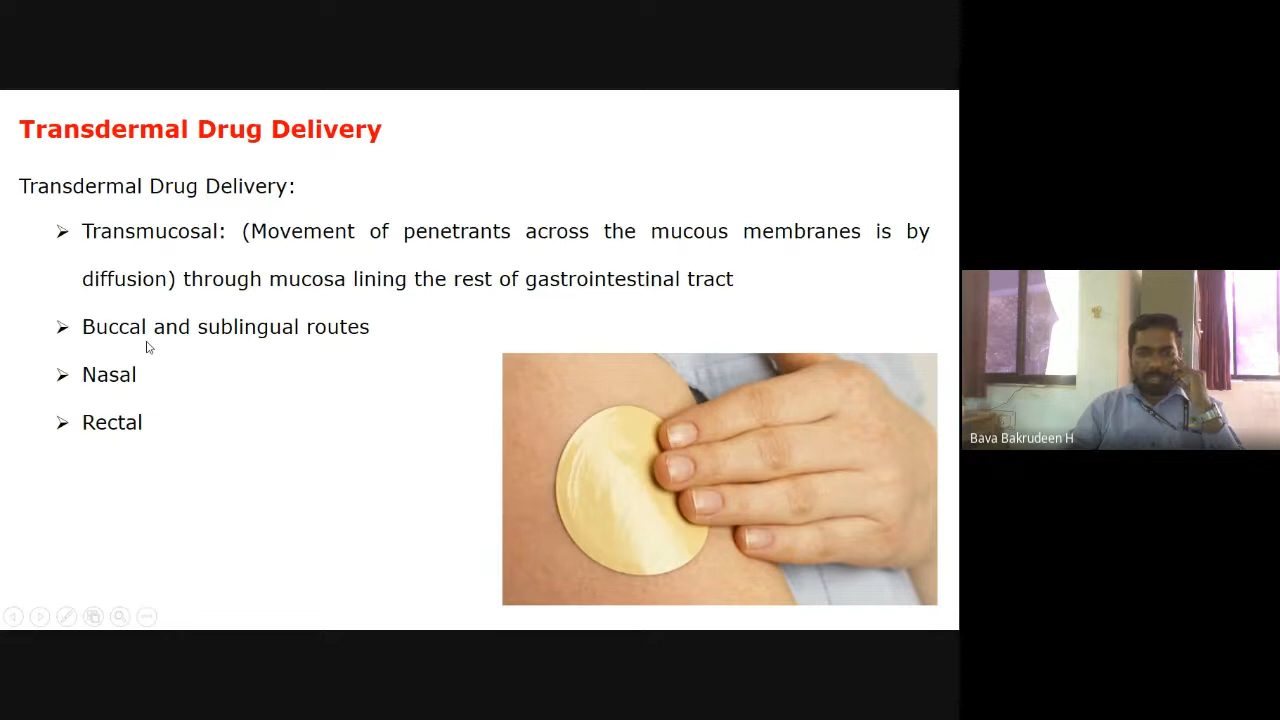 Transdermal Drug Delivery
Transdermal Drug Delivery:
➢ Transmucosal: (Movement of penetrants across the mucous membranes is by
diffusion) through mucosa lining the rest of gastrointestinal tract
➢ Buccal and sublingual routes
➢ Nasal
➢ Rectal
Bava Bakrudeen H